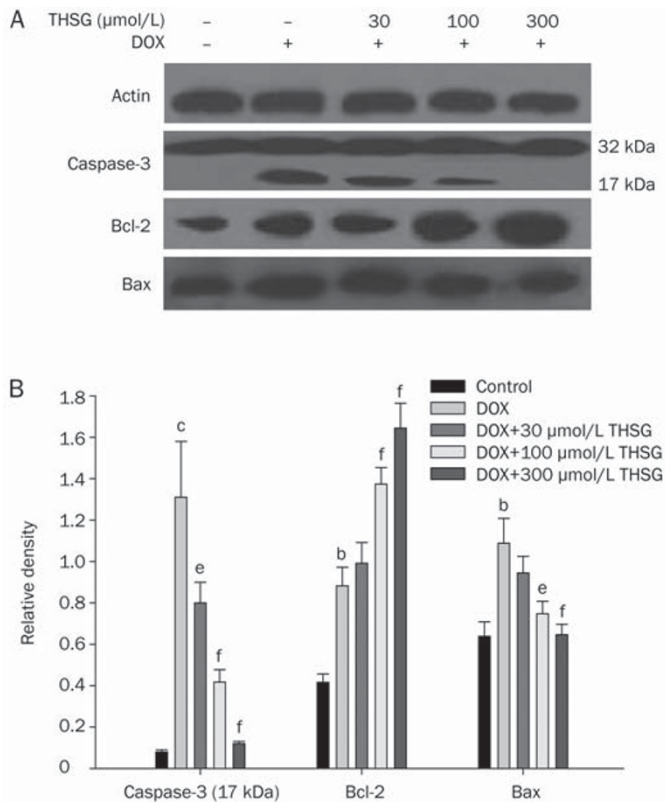 A
THSG (μmol/L) – – 30 100 300
DOX – + + + +
Actin
Caspase-3
32 kDa
17 kDa
Bcl-2
Bax
B
Control
DOX
DOX+30 μmol/L THSG
DOX+100 μmol/L THSG
DOX+300 μmol/L THSG
Relative density
1.8
1.6
1.4
1.2
1.0
0.8
0.6
0.4
0.2
0
c
e
f
f
b
f
f
b
e
f
Caspase-3 (17 kDa) Bcl-2 Bax